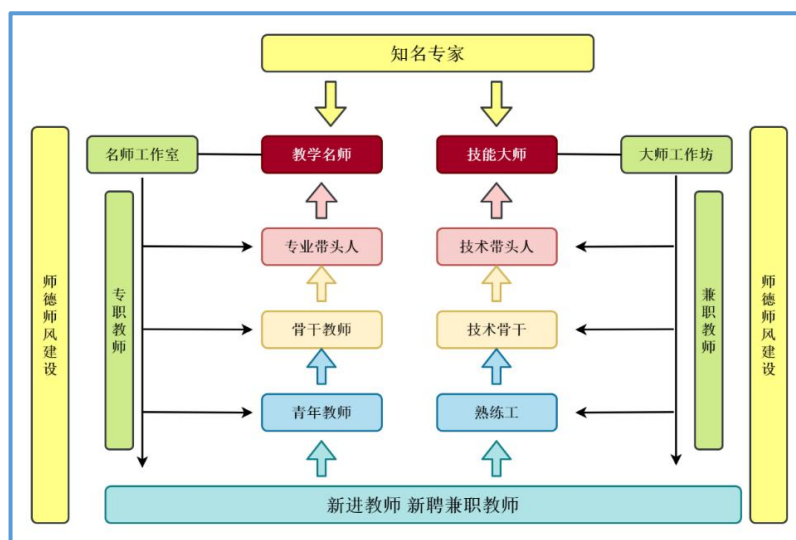 知名专家
名师工作室
教学名师
技能大师
大师工作坊
专业带头人
技术带头人
师德师风建设
专职教师
兼职教师
师德师风建设
骨干教师
技术骨干
青年教师
熟练工
新进教师 新聘兼职教师